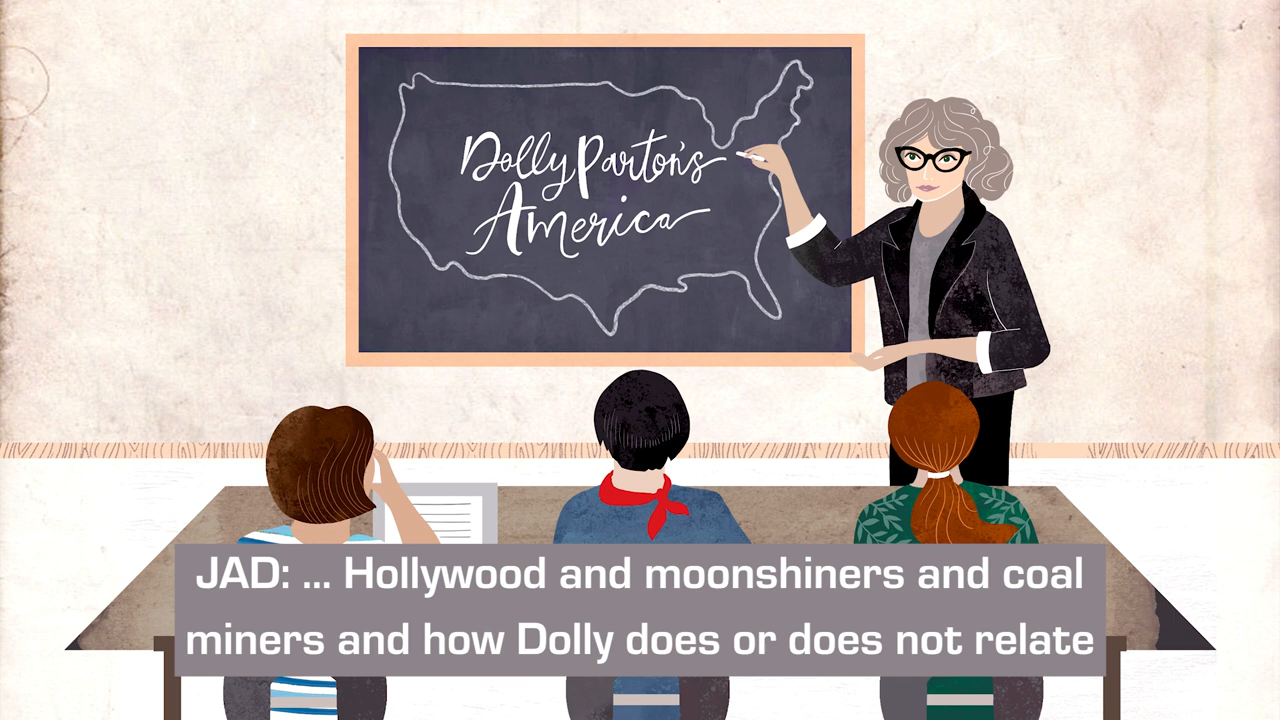 Dolly Parton's
America
JAD: ... Hollywood and moonshiners and coal
miners and how Dolly does or does not relate